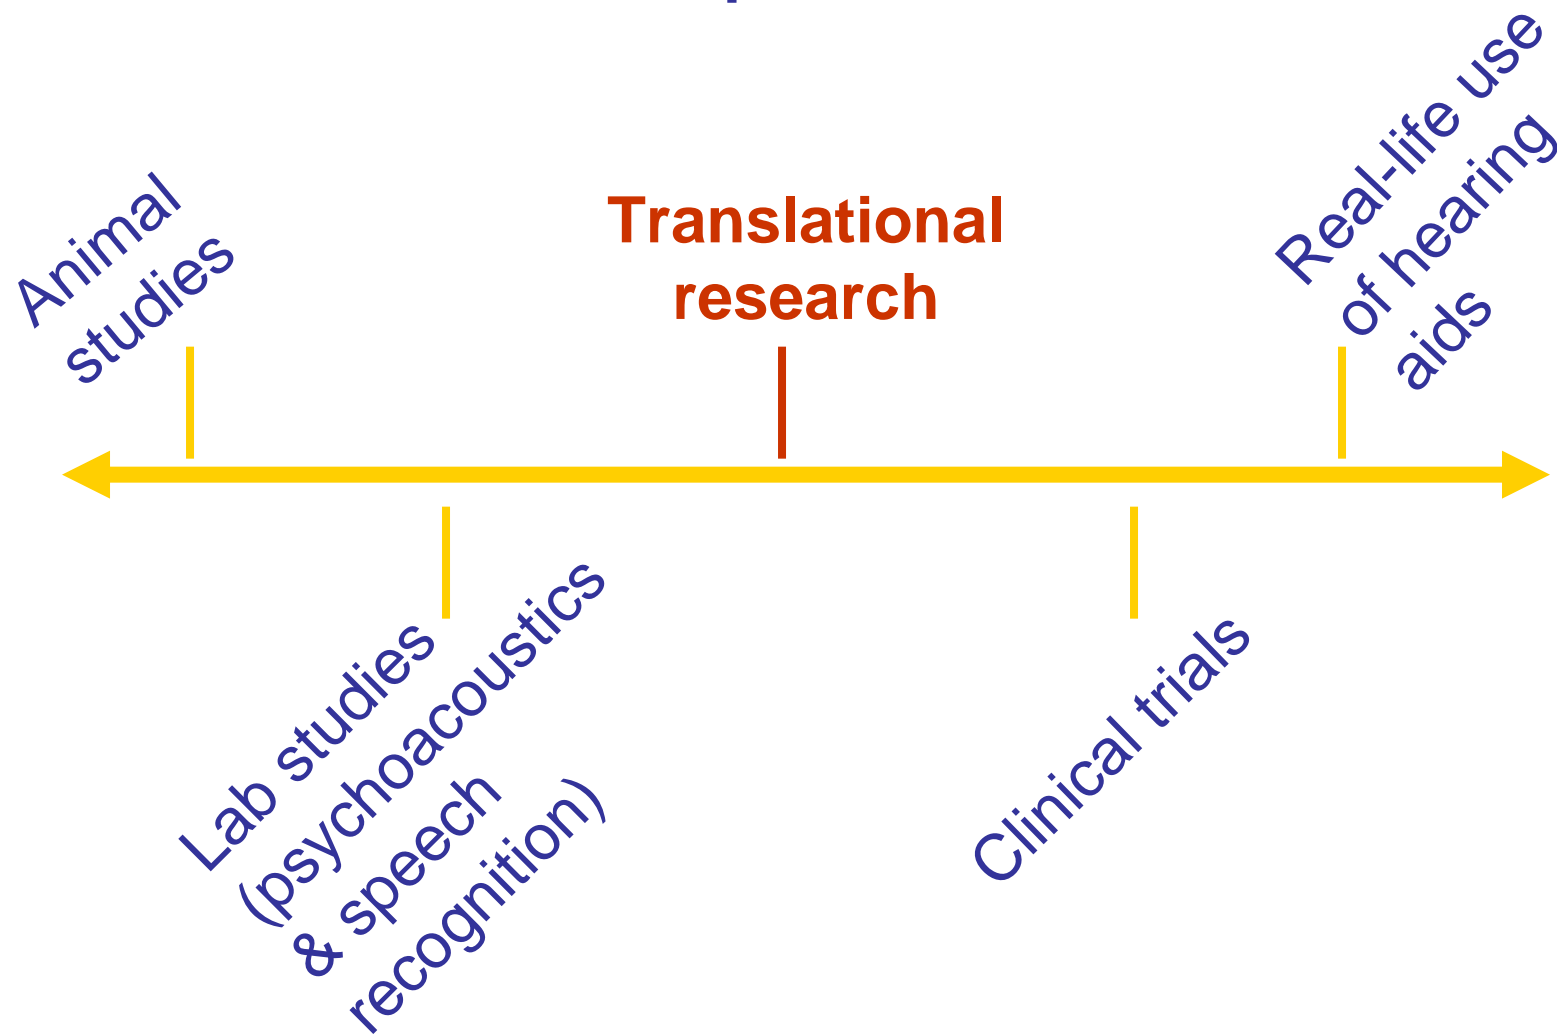 Animal
studies
Translational
research
Real-life use
of hearing
aids
Lab studies
(psychoacoustics
& speech
recognition)
Clinical trials